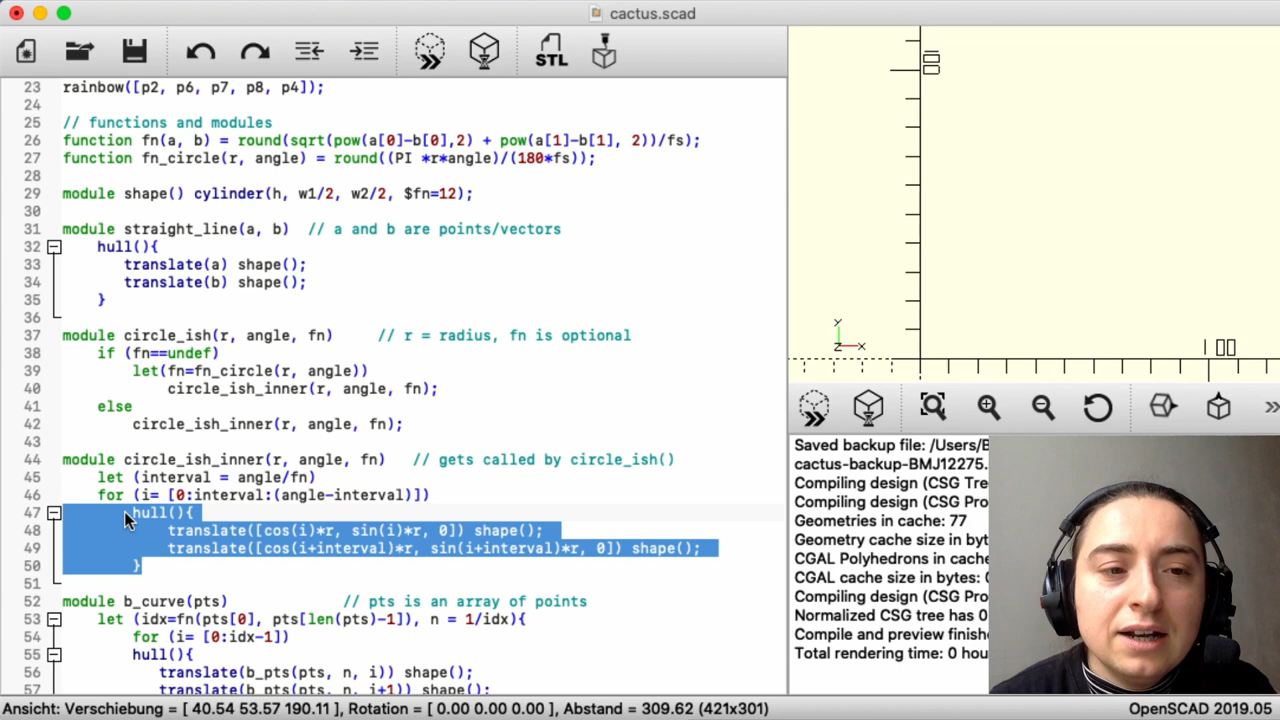 cactus.scad
STL
23 rainbow([p2, p6, p7, p8, p4]);
24
25 // functions and modules
26 function fn(a, b) = round(sqrt(pow(a[0]-b[0],2) + pow(a[1]-b[1], 2))/fs);
27 function fn_circle(r, angle) = round((PI *r*angle)/(180*fs));
28
29 module shape() cylinder(h, w1/2, w2/2, $fn=12);
30
31 module straight_line(a, b)  // a and b are points/vectors
32 hull(){
33 translate(a) shape();
34 translate(b) shape();
35 }
36
37 module circle_ish(r, angle, fn)     // r = radius, fn is optional
38 if (fn==undef)
39 let(fn=fn_circle(r, angle))
40 circle_ish_inner(r, angle, fn);
41 else
42 circle_ish_inner(r, angle, fn);
43
44 module circle_ish_inner(r, angle, fn)   // gets called by circle_ish()
45 let (interval = angle/fn)
46 for (i= [0:interval:(angle-interval)])
47 hull(){
48 translate([cos(i)*r, sin(i)*r, 0]) shape();
49 translate([cos(i+interval)*r, sin(i+interval)*r, 0]) shape();
50 }
51
52 module b_curve(pts)             // pts is an array of points
53 let (idx=fn(pts[0], pts[len(pts)-1]), n = 1/idx){
54 for (i= [0:idx-1])
55 hull(){
56 translate(b_pts(pts, n, i)) shape();
57 translate(b_pts(pts, n, i+1)) shape();
Y
Z X
Saved backup file: /Users/B
cactus-backup-BMJ12275.
Compiling design (CSG Tre
Compiling design (CSG Pro
Geometries in cache: 77
Geometry cache size in byt
CGAL Polyhedrons in cache
CGAL cache size in bytes: 0
Compiling design (CSG Pro
Normalized CSG tree has 0
Compile and preview finishe
Total rendering time: 0 hou
Ansicht: Verschiebung = [ 40.54 53.57 190.11 ], Rotation = [ 0.00 0.00 0.00 ], Abstand = 309.62 (421x301)
OpenSCAD 2019.05